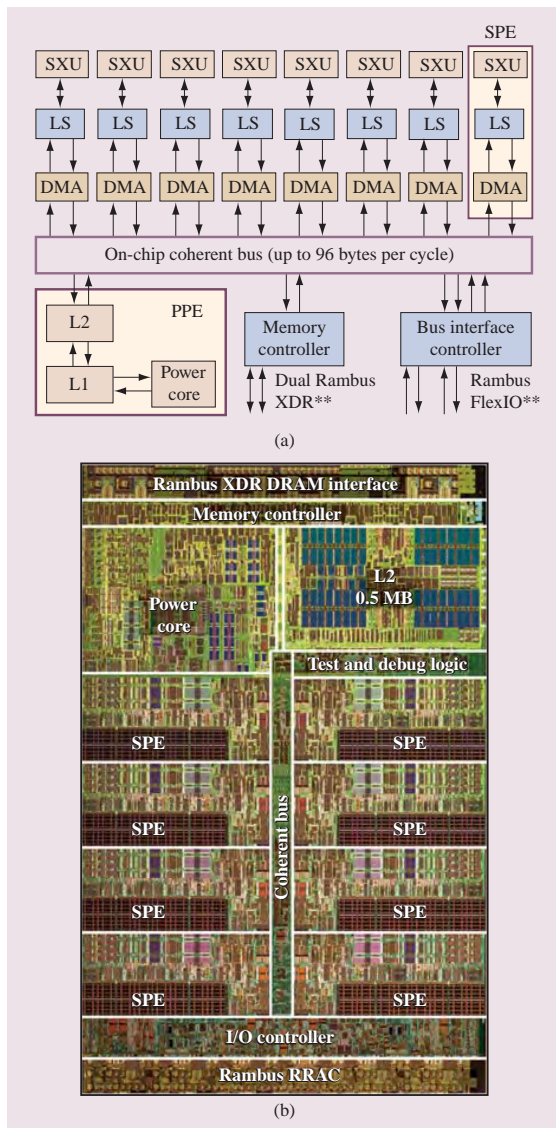 SPE
SXU SXU SXU SXU SXU SXU SXU SXU
LS LS LS LS LS LS LS LS
DMA DMA DMA DMA DMA DMA DMA DMA
On-chip coherent bus (up to 96 bytes per cycle)
PPE
L2
L1
Power
core
Memory
controller
Dual Rambus
XDR**
Bus interface
controller
Rambus
FlexIO**
(a)
Rambus XDR DRAM interface
Memory controller
Power
core
L2
0.5 MB
Test and debug logic
SPE SPE
SPE SPE
Coherent bus
SPE SPE
SPE SPE
I/O controller
Rambus RRAC
(b)